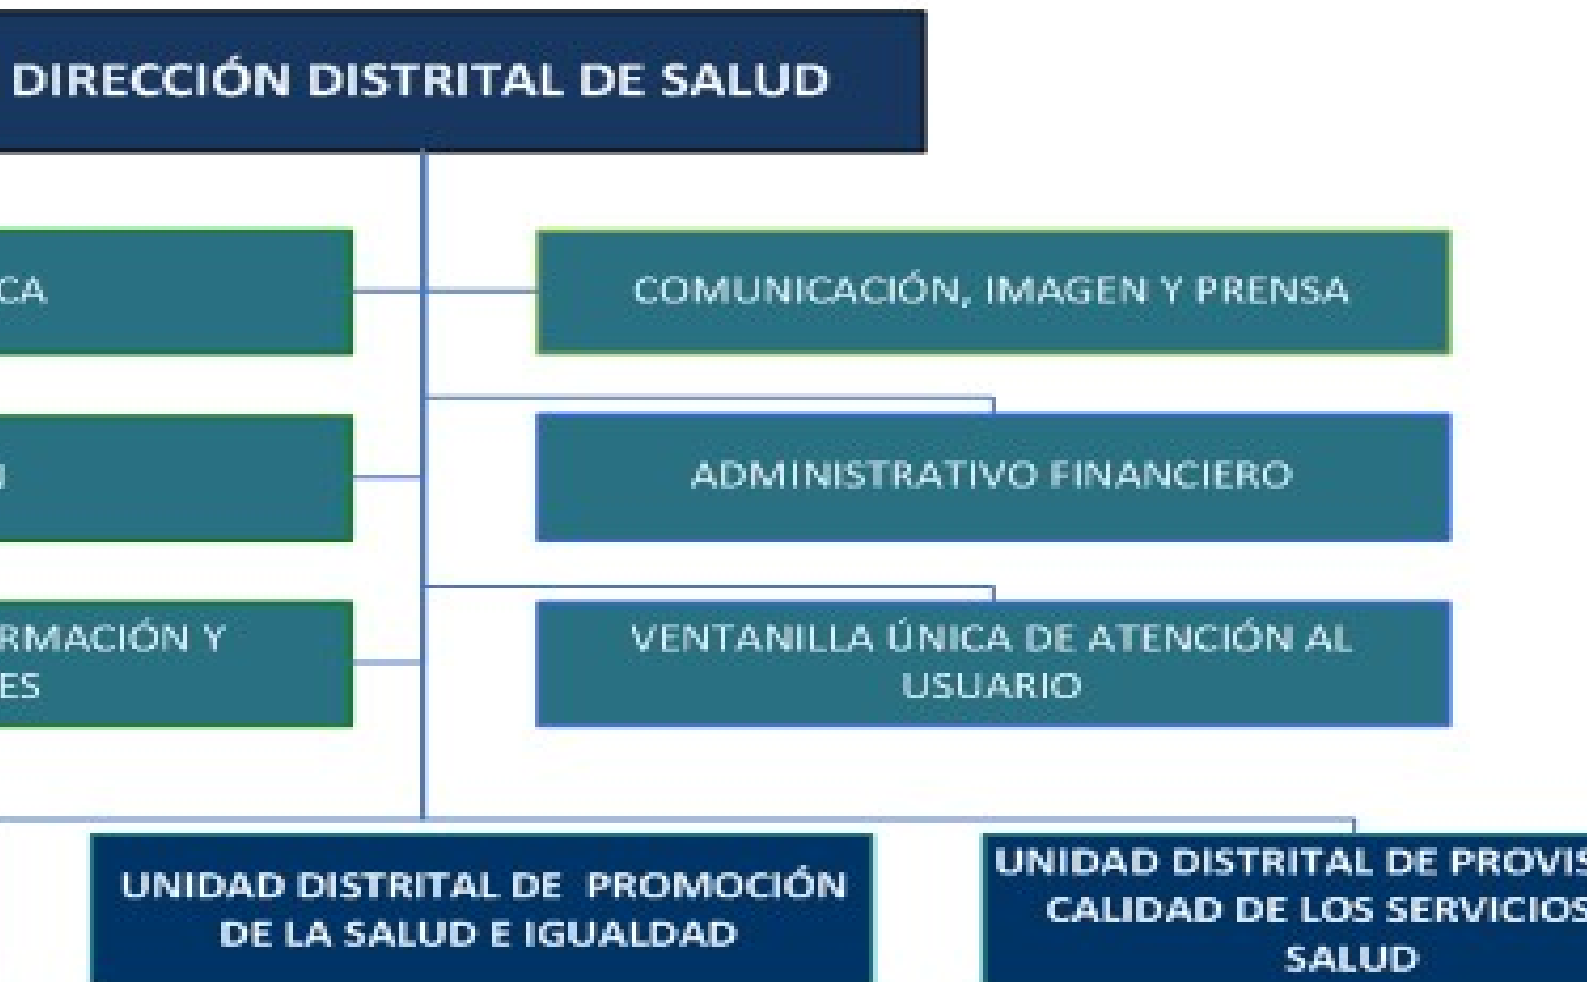 DIRECCIÓN DISTRITAL DE SALUD
COMUNICACIÓN, IMAGEN Y PRENSA
ADMINISTRATIVO FINANCIERO
RMACIÓN Y
ES
VENTANILLA ÚNICA DE ATENCIÓN AL
USUARIO
UNIDAD DISTRITAL DE PROMOCIÓN
DE LA SALUD E IGUALDAD
UNIDAD DISTRITAL DE PROVIS
CALIDAD DE LOS SERVICIOS
SALUD